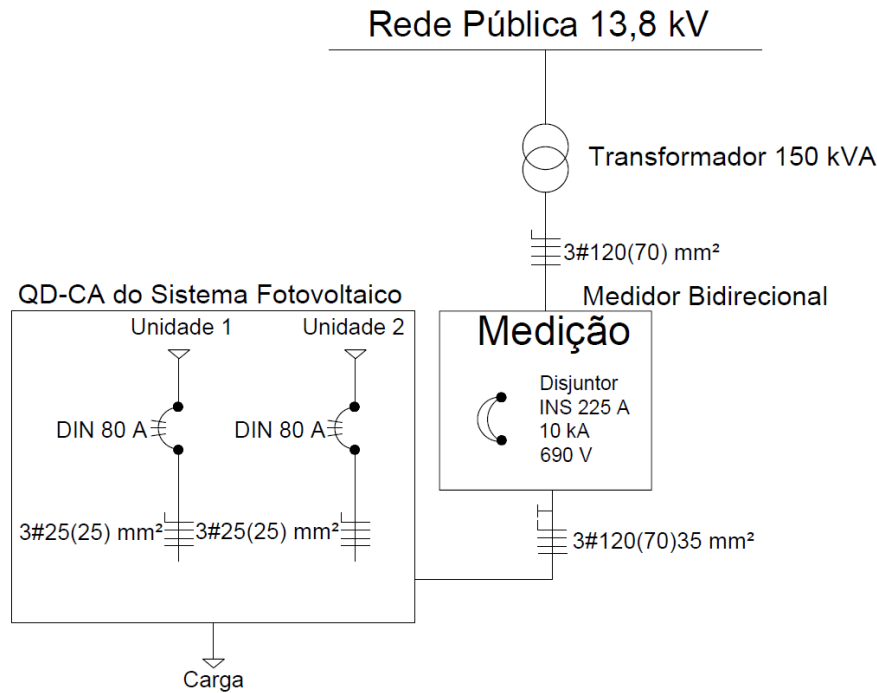 Rede Pública 13,8 kV
Transformador 150 kVA
3#120(70) mm²
Medidor Bidirecional
Medição
Disjuntor
INS 225 A
10 kA
690 V
3#120(70)35 mm²
QD-CA do Sistema Fotovoltaico
Unidade 1
Unidade 2
DIN 80 A
DIN 80 A
3#25(25) mm²
3#25(25) mm²
Carga